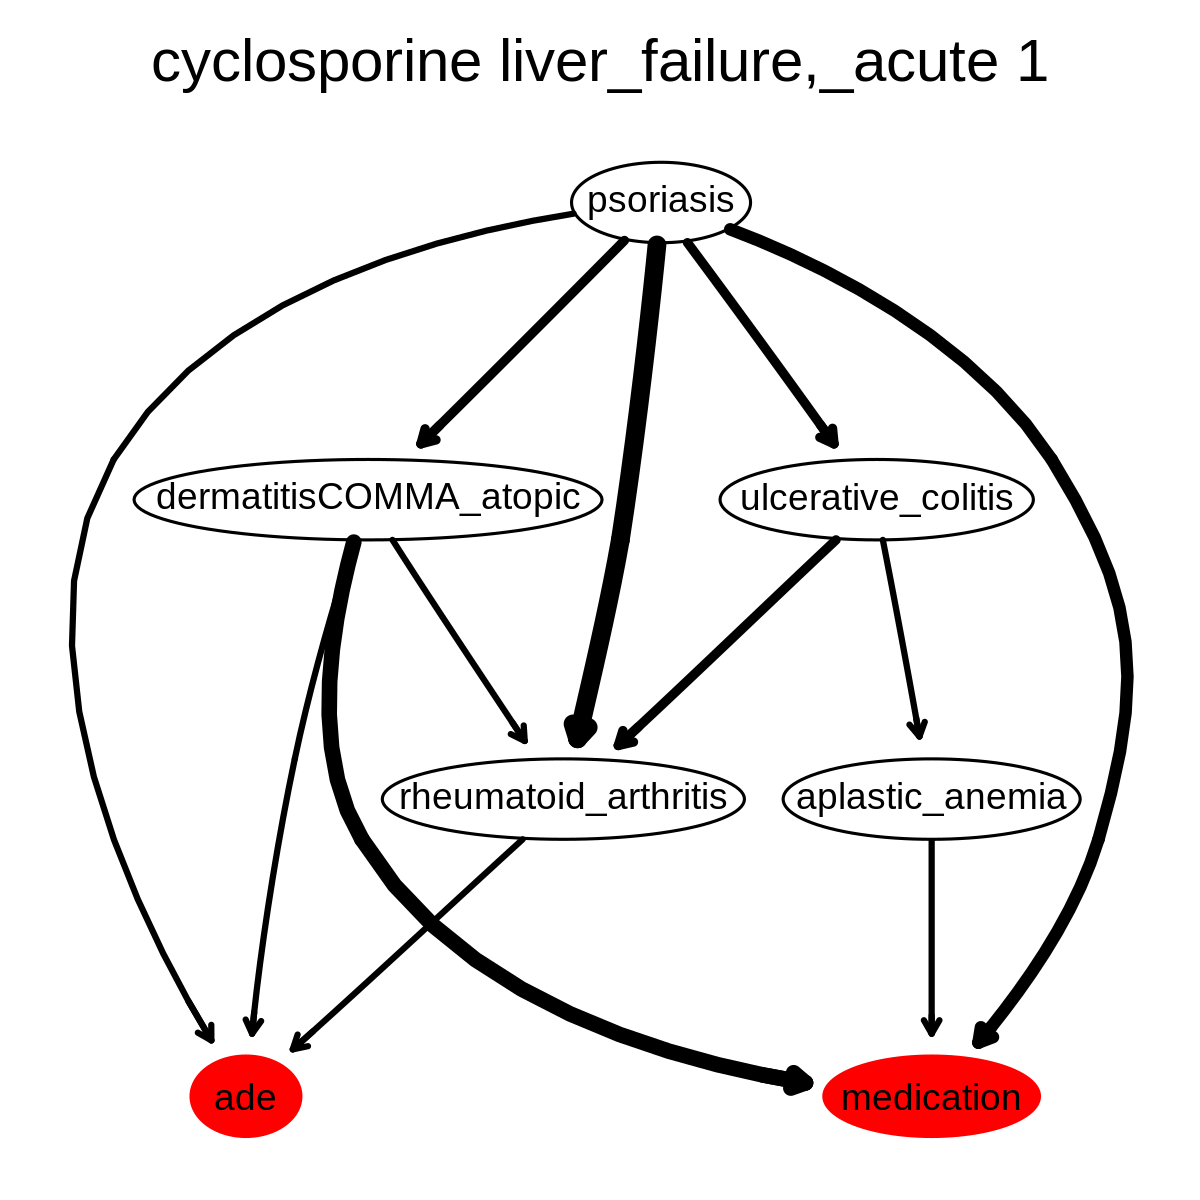 cyclosporine liver_failure,_acute 1
psoriasis
dermatitisCOMMA_atopic
ulcerative_colitis
rheumatoid_arthritis
aplastic_anemia
ade
medication